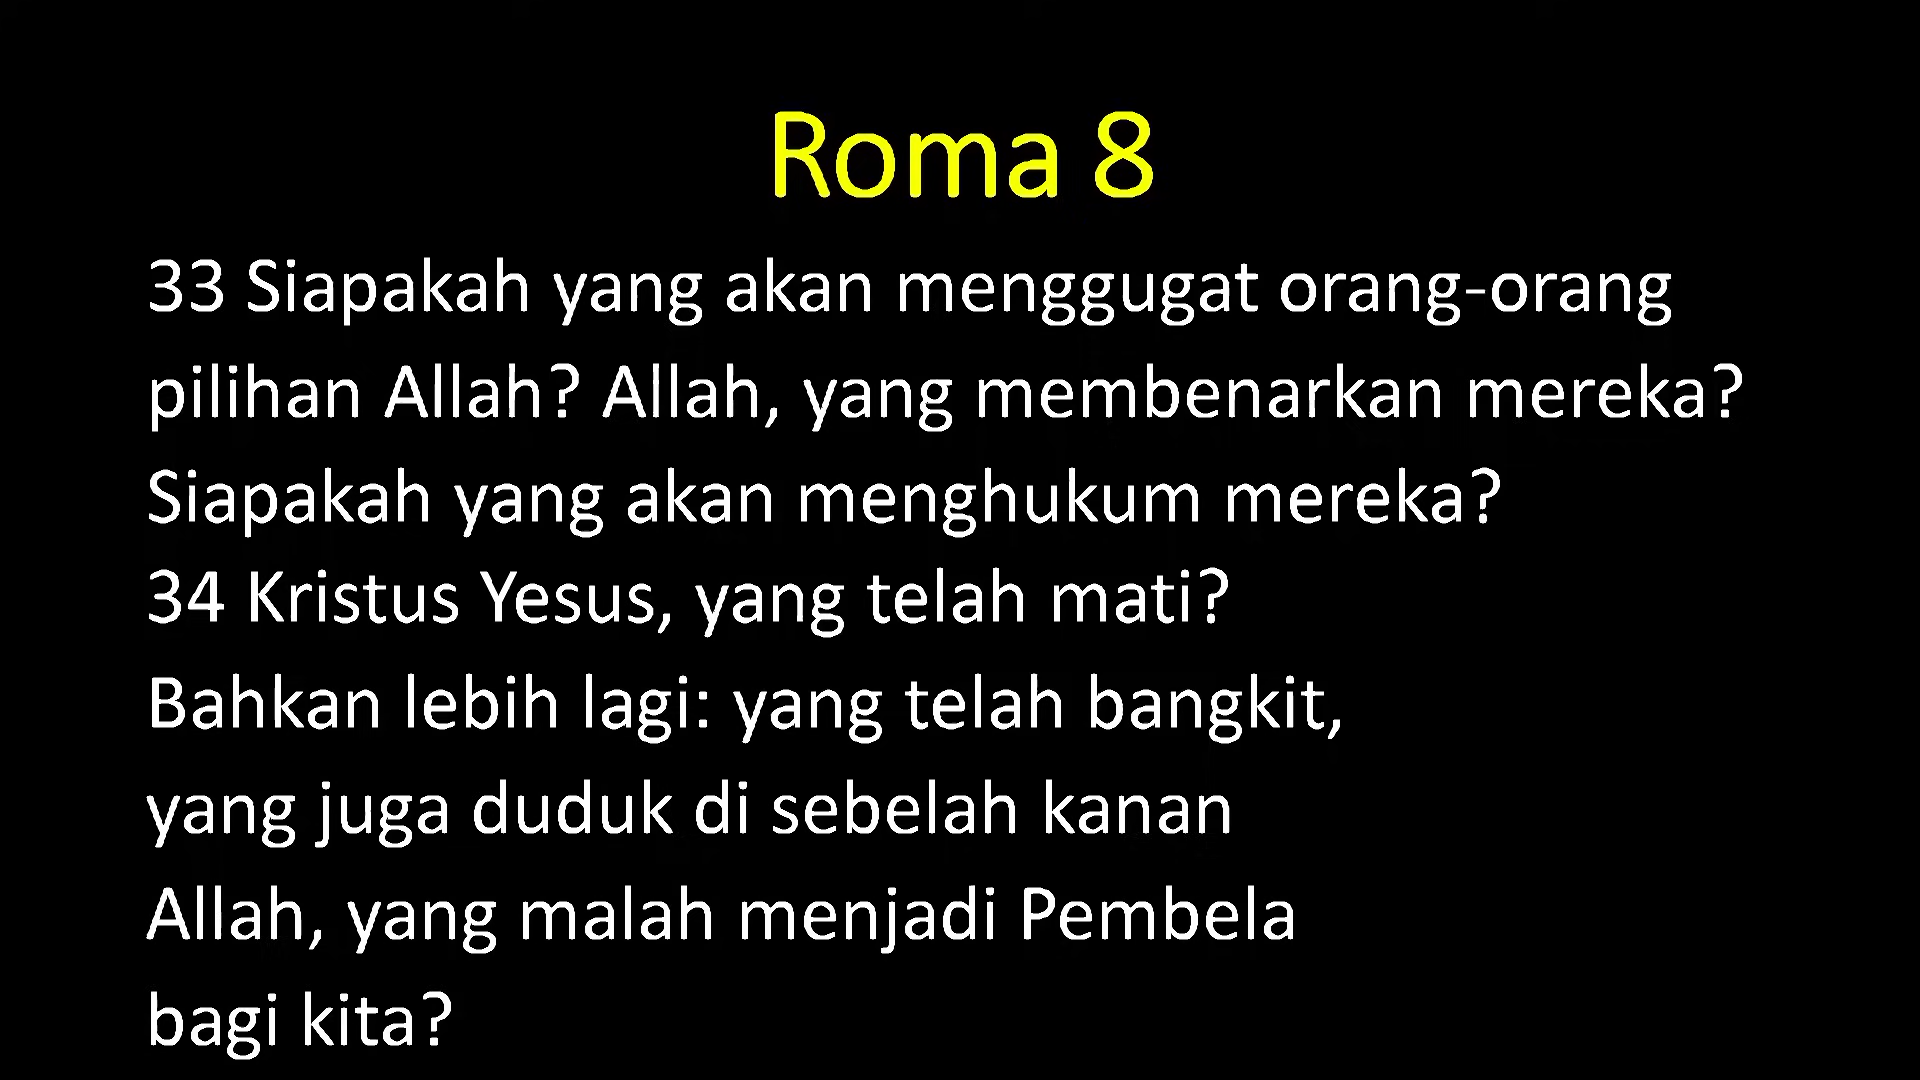 Roma 8
33 Siapakah yang akan menggugat orang-orang
pilihan Allah? Allah, yang membenarkan mereka?
Siapakah yang akan menghukum mereka?
34 Kristus Yesus, yang telah mati?
Bahkan lebih lagi: yang telah bangkit,
yang juga duduk di sebelah kanan
Allah, yang malah menjadi Pembela
bagi kita?